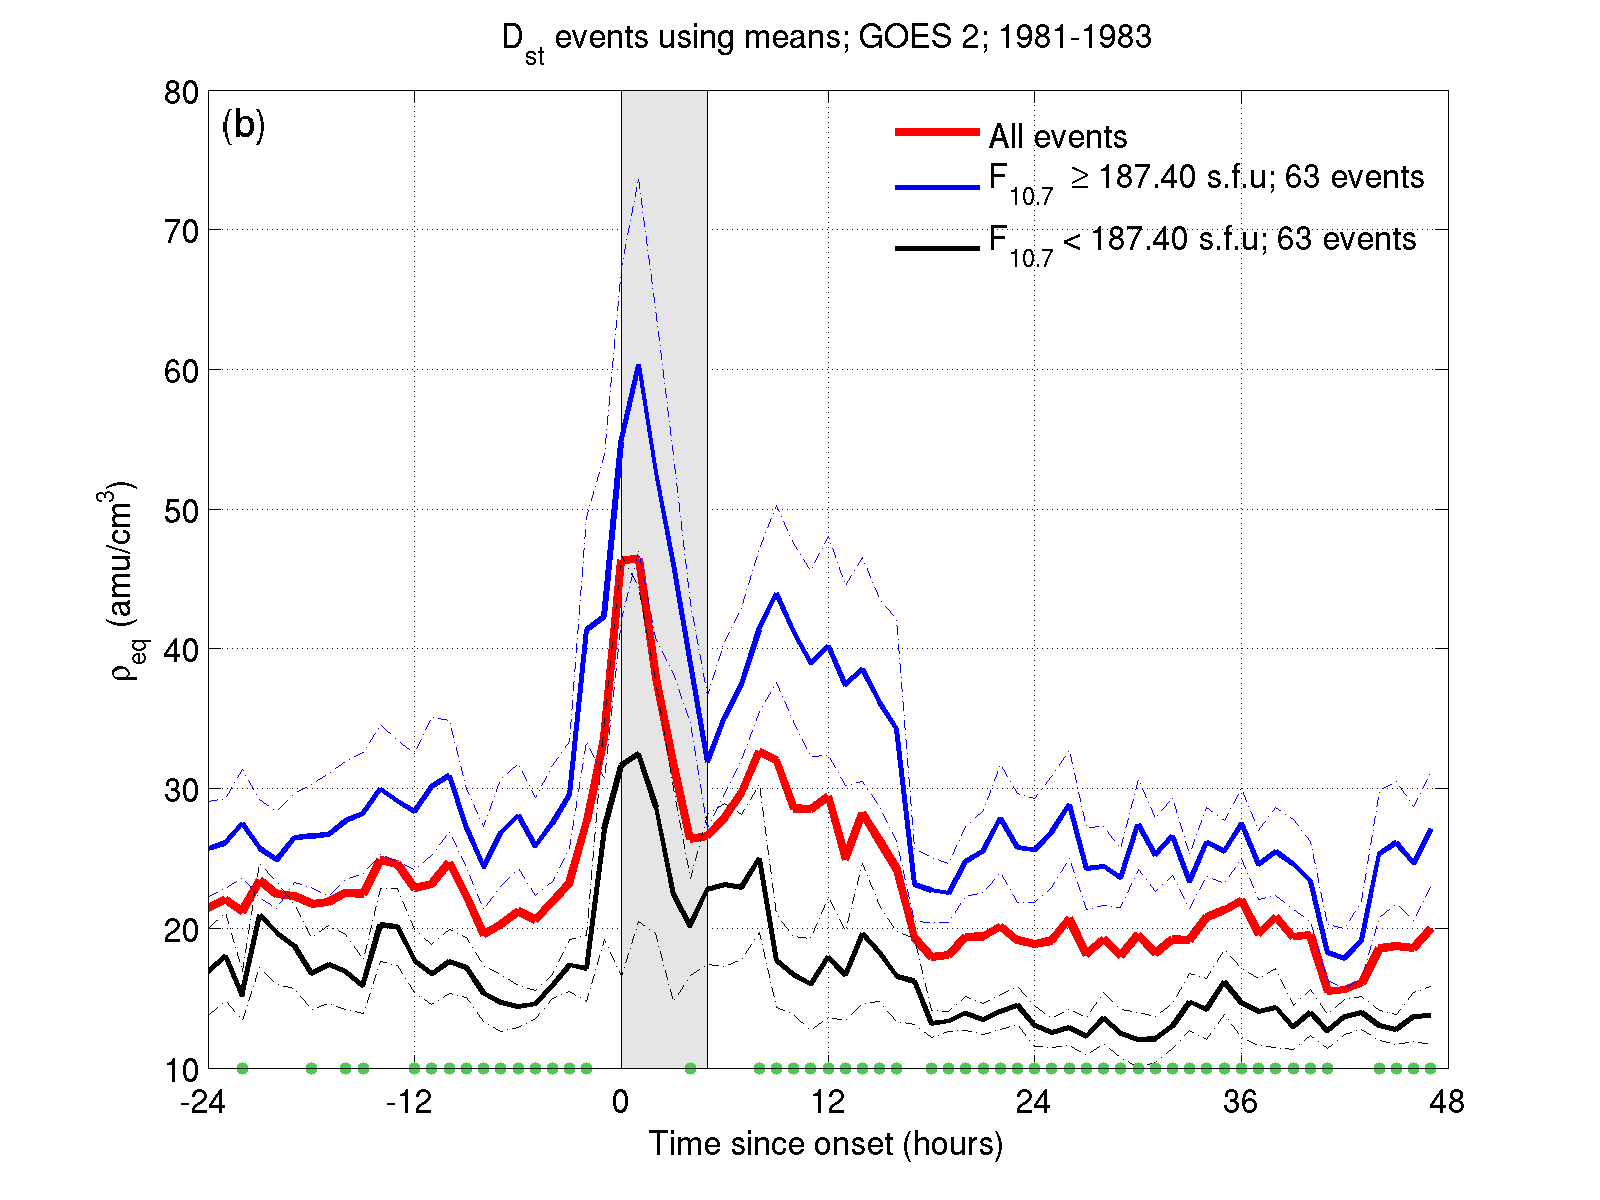 Dst events using means; GOES 2; 1981-1983
(b)
All events
F10.7 ≥ 187.40 s.f.u; 63 events
F10.7 < 187.40 s.f.u; 63 events
80
70
60
50
40
30
20
10
ρeq (amu/cm³)
-24 -12 0 12 24 36 48
Time since onset (hours)